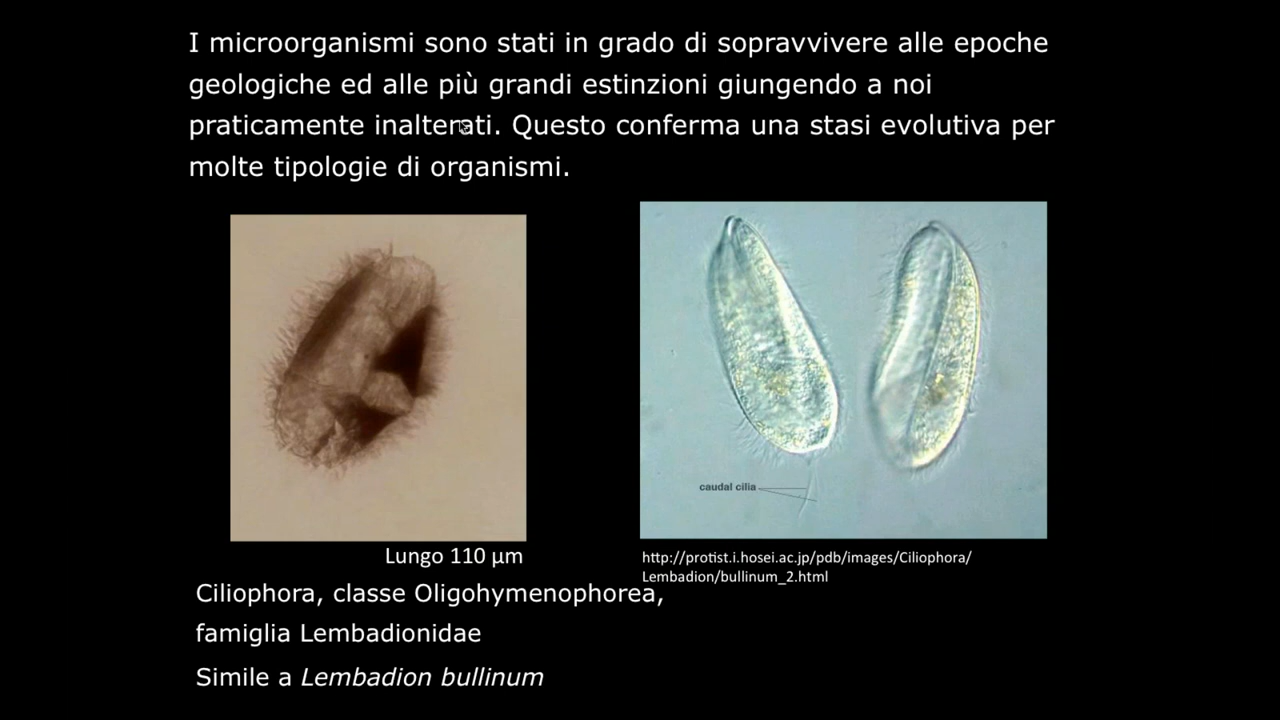 I microorganismi sono stati in grado di sopravvivere alle epoche
geologiche ed alle più grandi estinzioni giungendo a noi
praticamente inalterati. Questo conferma una stasi evolutiva per
molte tipologie di organismi.
caudal cilia
Lungo 110 µm
http://protist.i.hosei.ac.jp/pdb/images/Ciliophora/
Lembadion/bullinum_2.html
Ciliophora, classe Oligohymenophorea,
famiglia Lembadionidae
Simile a Lembadion bullinum